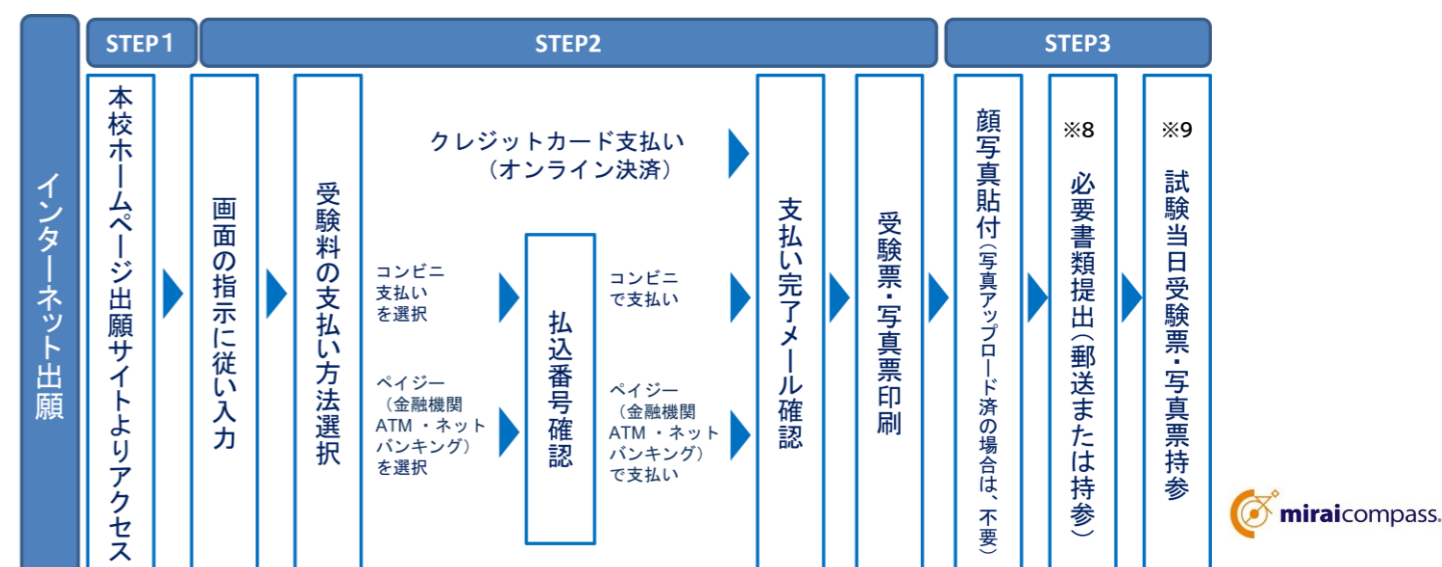 インターネット出願
STEP1
STEP2
STEP3
本校ホームページ出願サイトよりアクセス
画面の指示に従い入力
受験料の支払い方法選択
クレジットカード支払い
（オンライン決済）
コンビニ
支払い
を選択
ペイジー
（金融機関
ATM ・ネット
バンキング）
を選択
払込番号確認
コンビニ
で支払い
ペイジー
（金融機関
ATM ・ネット
バンキング）
で支払い
支払い完了メール確認
受験票・写真票印刷
顔写真貼付（写真アップロード済の場合は、不要）
※8 必要書類提出（郵送または持参）
※9 試験当日受験票・写真票持参
miraicompass.